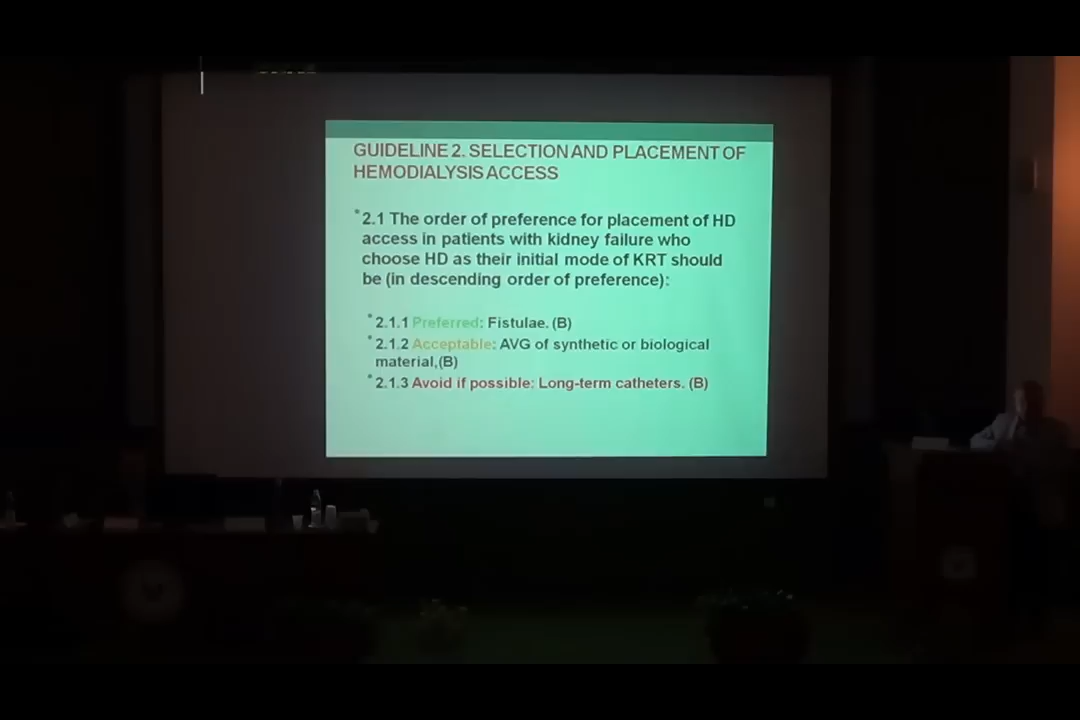 GUIDELINE 2. SELECTION AND PLACEMENT OF
HEMODIALYSIS ACCESS
*2.1 The order of preference for placement of HD
access in patients with kidney failure who
choose HD as their initial mode of KRT should
be (in descending order of preference):
*2.1.1 Preferred: Fistulae. (B)
*2.1.2 Acceptable: AVG of synthetic or biological
material,(B)
*2.1.3 Avoid if possible: Long-term catheters. (B)